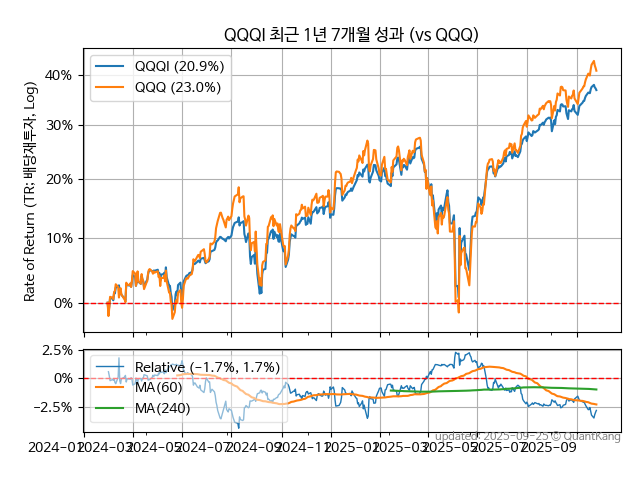 QQQI 최근 1년 7개월 성과 (vs QQQ)
QQQI (20.9%)
QQQ (23.0%)
Rate of Return (TR: 배당재투자, Log)
40%
30%
20%
10%
0%
2.5%
0%
−2.5%
Relative (−1.7%, 1.7%)
MA(60)
MA(240)
updated: 2025-09-25 © QuantKang
2024-01
2024-03
2024-05
2024-07
2024-09
2024-11
2025-01
2025-03
2025-05
2025-07
2025-09